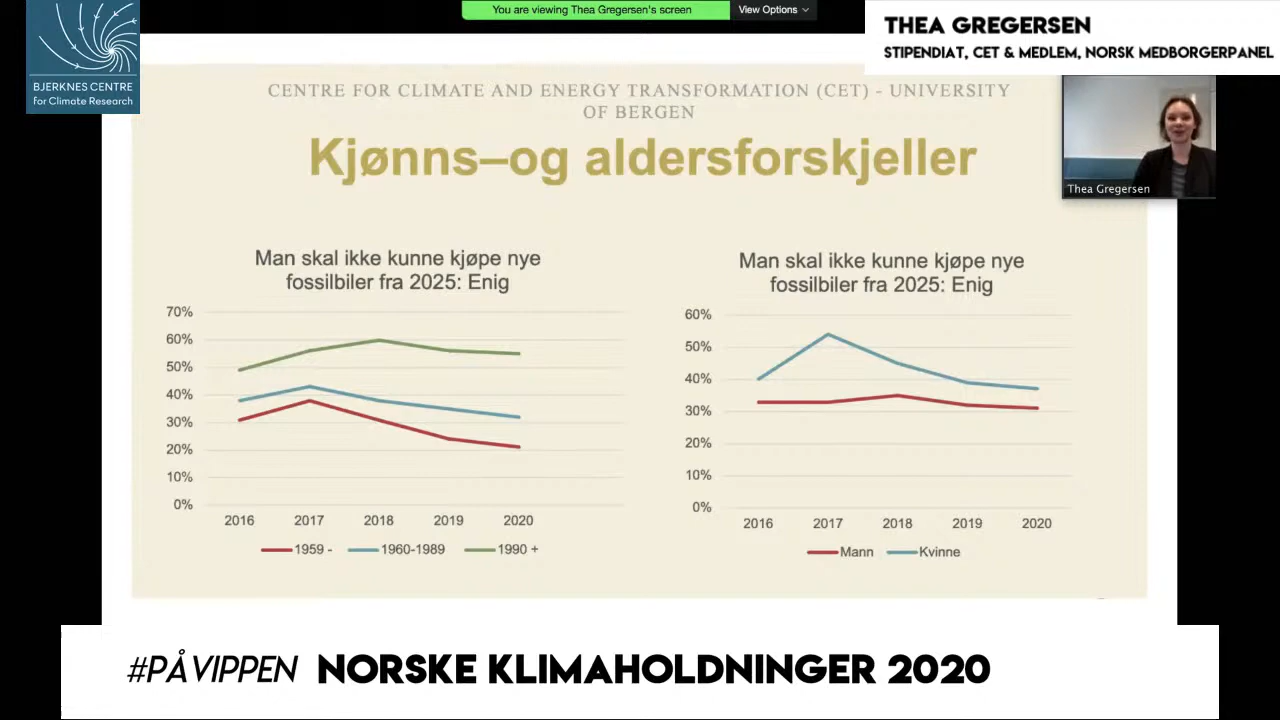 You are viewing Thea Gregersen's screen
View Options
THEA GREGERSEN
STIPENDIAT, CET & MEDLEM, NORSK MEDBORGERPANEL
BJERKNES CENTRE
for Climate Research
CENTRE FOR CLIMATE AND ENERGY TRANSFORMATION (CET) - UNIVERSITY
OF BERGEN
Kjønns–og aldersforskjeller
Thea Gregersen
Man skal ikke kunne kjøpe nye
fossilbiler fra 2025: Enig
70%
60%
50%
40%
30%
20%
10%
0%
2016 2017 2018 2019 2020
1959 - 1960-1989 1990 +
Man skal ikke kunne kjøpe nye
fossilbiler fra 2025: Enig
60%
50%
40%
30%
20%
10%
0%
2016 2017 2018 2019 2020
Mann Kvinne
#PÅVIPPEN NORSKE KLIMAHOLDNINGER 2020